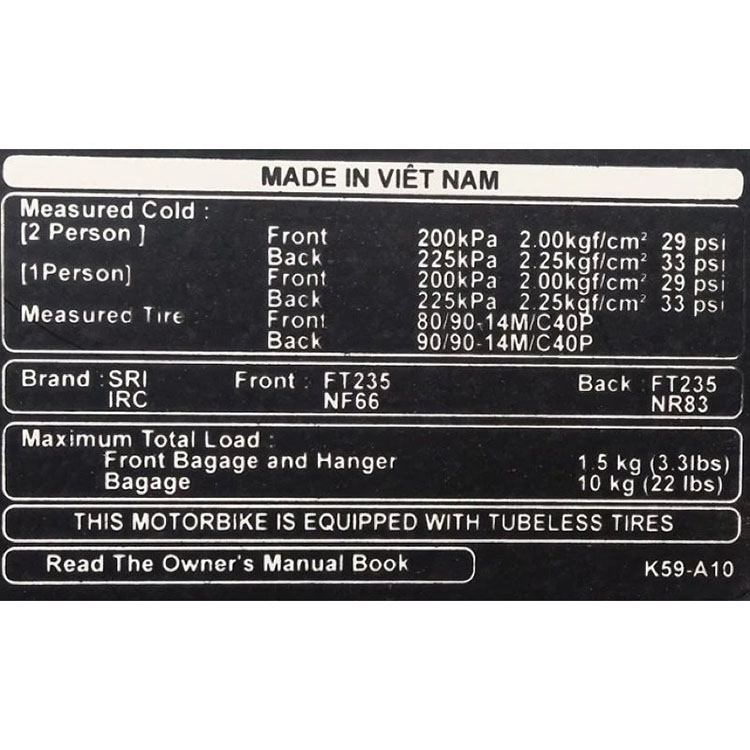 MADE IN VIÊT NAM
Measured Cold :
[2 Person ] Front 200kPa 2.00kgf/cm² 29 psi
Back 225kPa 2.25kgf/cm² 33 psi
[1Person] Front 200kPa 2.00kgf/cm² 29 psi
Back 225kPa 2.25kgf/cm² 33 psi
Measured Tire Front 80/90-14M/C40P
Back 90/90-14M/C40P
Brand : SRI Front : FT235 Back : FT235
IRC NF66 NR83
Maximum Total Load :
Front Bagage and Hanger 1.5 kg (3.3lbs)
Bagage 10 kg (22 lbs)
THIS MOTORBIKE IS EQUIPPED WITH TUBELESS TIRES
Read The Owner's Manual Book
K59-A10